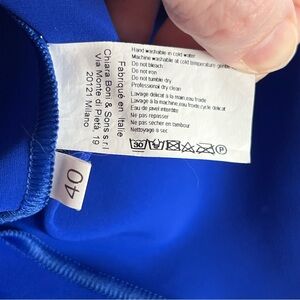 Hand washable in cold water
Machine washable at cold temperature gentle
Do not bleach
Do not iron
Do not tumble dry
Professional dry clean
Lavage à la main,eau froide
Lavage à la machine,eau froide,cycle delicat
Eau de javel interdite
Ne pas repasser
Ne pas sécher en tambour
Nettoyage à sec
30
P
Fabriqué en Italie
Chiara Boni & Sons s.r.l
Via Monte di Pietà, 19
20121 Milano
40